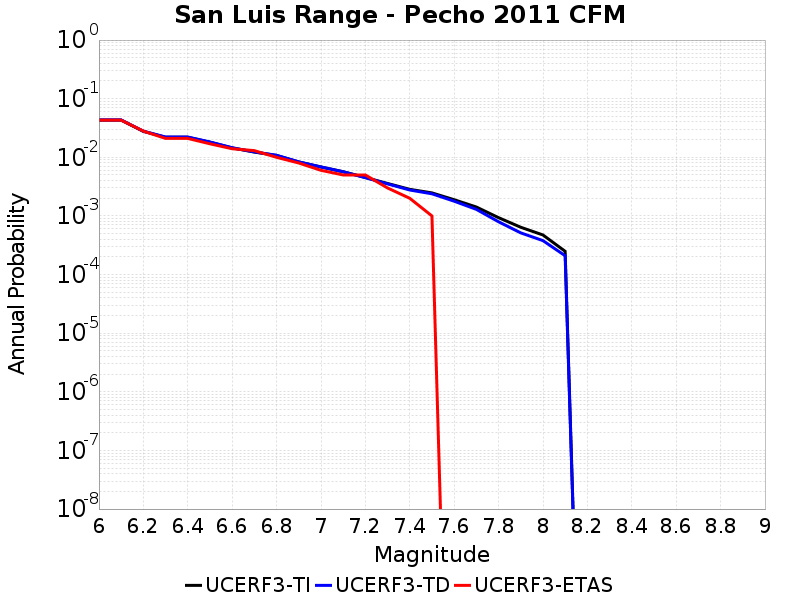 San Luis Range - Pecho 2011 CFM
Annual Probability
10^0
10^-1
10^-2
10^-3
10^-4
10^-5
10^-6
10^-7
10^-8
6 6.2 6.4 6.6 6.8 7 7.2 7.4 7.6 7.8 8 8.2 8.4 8.6 8.8 9
Magnitude
UCERF3-TI UCERF3-TD UCERF3-ETAS